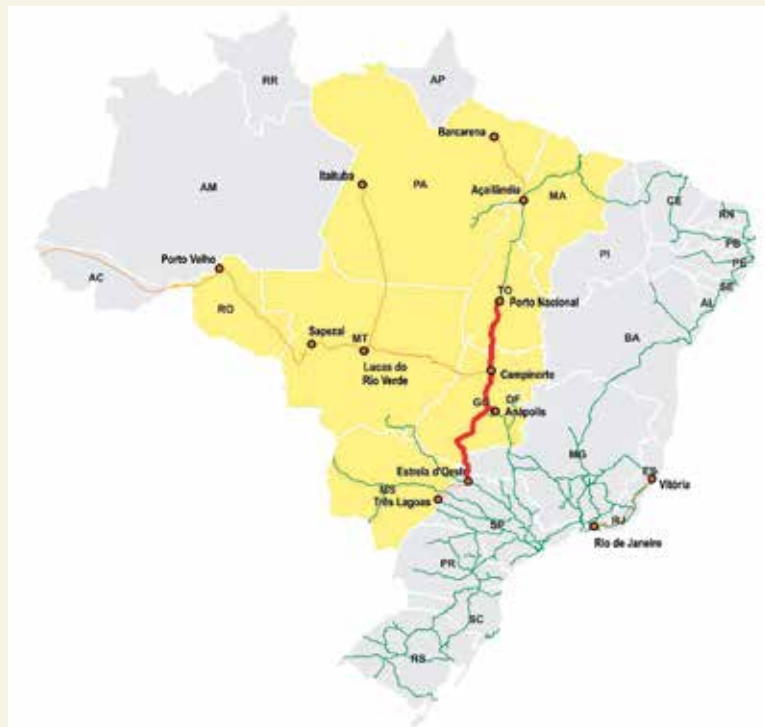 RR
AP
Barcarena
Itaituba
PA
Açailândia
MA
AM
CE
RN
PB
PE
PI
Porto Velho
AC
TO
Porto Nacional
SE
AL
RO
BA
Sapezal
MT
Lucas do
Rio Verde
Campinorte
GO
DF
Anápolis
MG
Estrela d'Oeste
ES
Vitória
MS
Três Lagoas
SP
RJ
Rio de Janeiro
PR
SC
RS